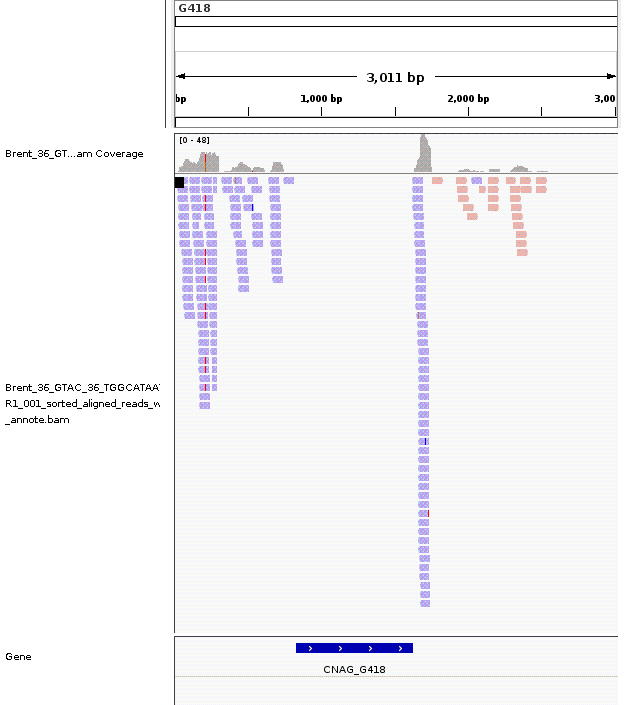 G418
3,011 bp
bp
1,000 bp
2,000 bp
3,00
[0 - 48]
Brent_36_GT...am Coverage
Brent_36_GTAC_36_TGGCATAA
R1_001_sorted_aligned_reads_w
_annote.bam
Gene
CNAG_G418